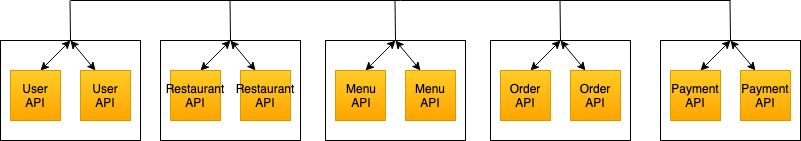 User
API
User
API
Restaurant
API
Restaurant
API
Menu
API
Menu
API
Order
API
Order
API
Payment
API
Payment
API